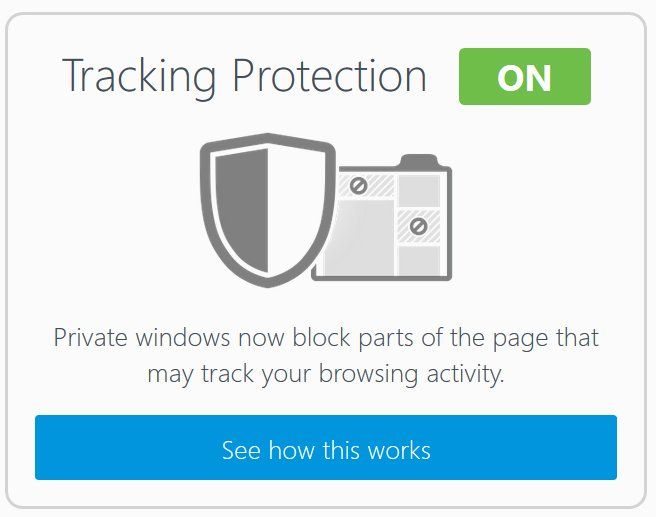 Tracking Protection ON
Private windows now block parts of the page that
may track your browsing activity.
See how this works